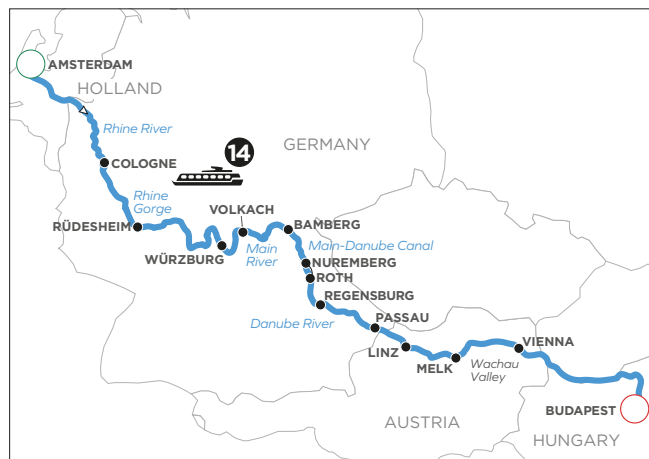 AMSTERDAM
HOLLAND
Rhine River
14
GERMANY
COLOGNE
Rhine
Gorge
VOLKACH
RÜDESHEIM
BAMBERG
WÜRZBURG
Main
River
Main-Danube Canal
NUREMBERG
ROTH
REGENSBURG
Danube River
PASSAU
LINZ
VIENNA
MELK
Wachau
Valley
BUDAPEST
AUSTRIA
HUNGARY